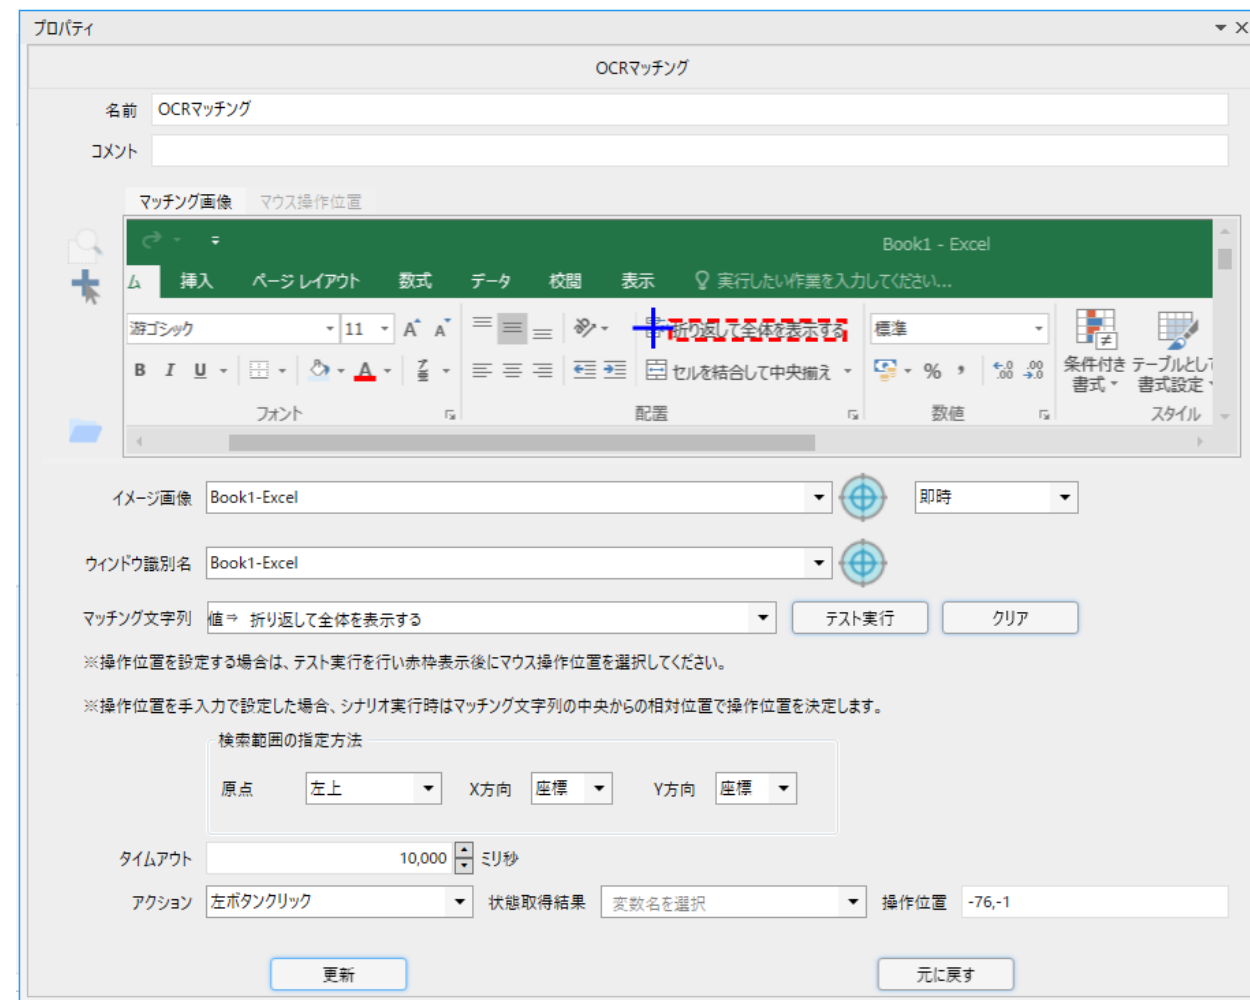 プロパティ
OCRマッチング
名前 OCRマッチング
コメント
マッチング画像 マウス操作位置
Book1 - Excel
ム 挿入 ページ レイアウト 数式 データ 校閲 表示 実行したい作業を入力してください...
游ゴシック 11 A A 折り返して全体を表示する 標準
B I U A セルを結合して中央揃え % , .0 .00 .00 .0 条件付き書式 テーブルとして書式設定
フォント 配置 数値 スタイル
イメージ画像 Book1-Excel 即時
ウィンドウ識別名 Book1-Excel
マッチング文字列 値⇒ 折り返して全体を表示する テスト実行 クリア
※操作位置を設定する場合は、テスト実行を行い赤枠表示後にマウス操作位置を選択してください。
※操作位置を手入力で設定した場合、シナリオ実行時はマッチング文字列の中央からの相対位置で操作位置を決定します。
検索範囲の指定方法
原点 左上 X方向 座標 Y方向 座標
タイムアウト 10,000 ミリ秒
アクション 左ボタンクリック 状態取得結果 変数名を選択 操作位置 -76,-1
更新 元に戻す